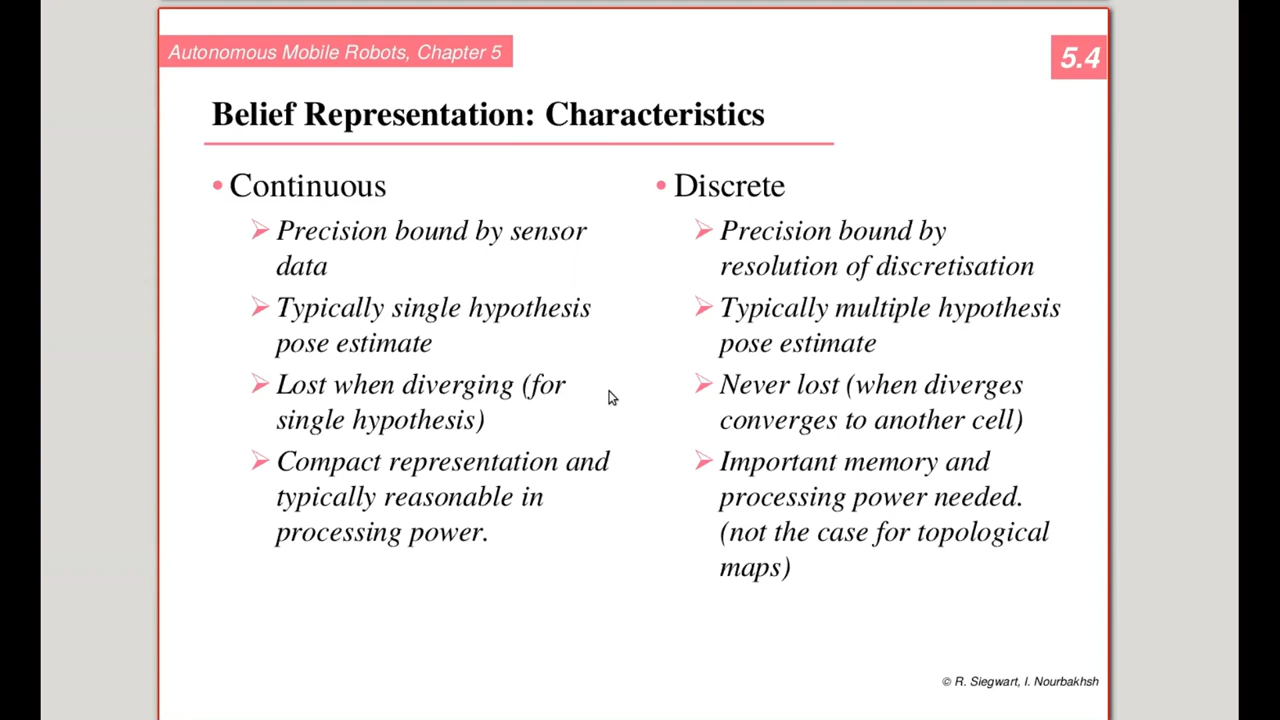 Autonomous Mobile Robots, Chapter 5
5.4
Belief Representation: Characteristics
• Continuous
Precision bound by sensor
data
Typically single hypothesis
pose estimate
Lost when diverging (for
single hypothesis)
Compact representation and
typically reasonable in
processing power.
• Discrete
Precision bound by
resolution of discretisation
Typically multiple hypothesis
pose estimate
Never lost (when diverges
converges to another cell)
Important memory and
processing power needed.
(not the case for topological
maps)
© R. Siegwart, I. Nourbakhsh